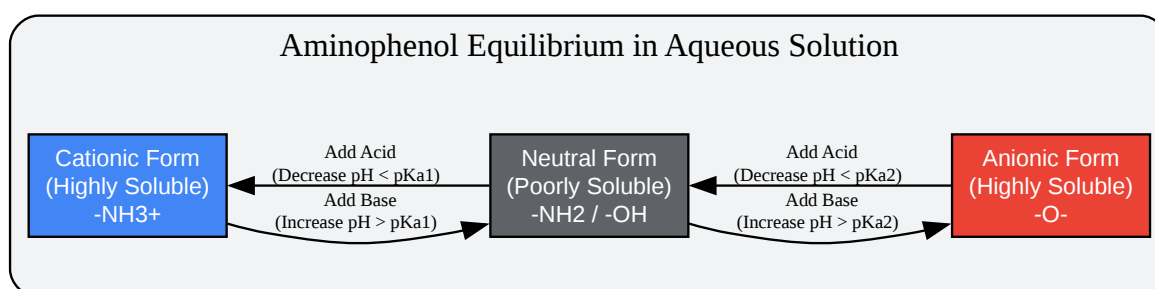 Aminophenol Equilibrium in Aqueous Solution
Cationic Form
(Highly Soluble)
-NH3+
Add Acid
(Decrease pH < pKa1)
Add Base
(Increase pH > pKa1)
Neutral Form
(Poorly Soluble)
-NH2 / -OH
Add Acid
(Decrease pH < pKa2)
Add Base
(Increase pH > pKa2)
Anionic Form
(Highly Soluble)
-O-